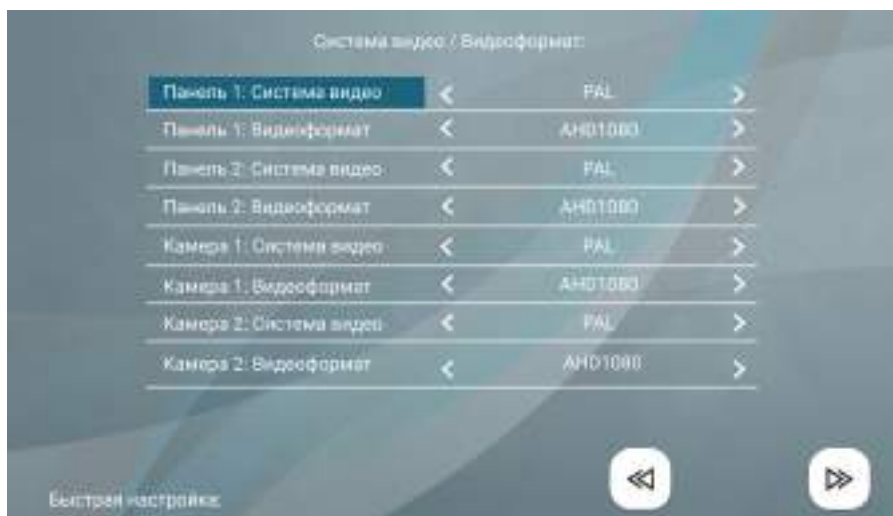 Система видео / Видеоформат:
Панель 1: Система видео < PAL >
Панель 1: Видеоформат < AHD1080 >
Панель 2: Система видео < PAL >
Панель 2: Видеоформат < AHD1080 >
Камера 1: Система видео < PAL >
Камера 1: Видеоформат < AHD1080 >
Камера 2: Система видео < PAL >
Камера 2: Видеоформат < AHD1080 >
Быстрая настройка: